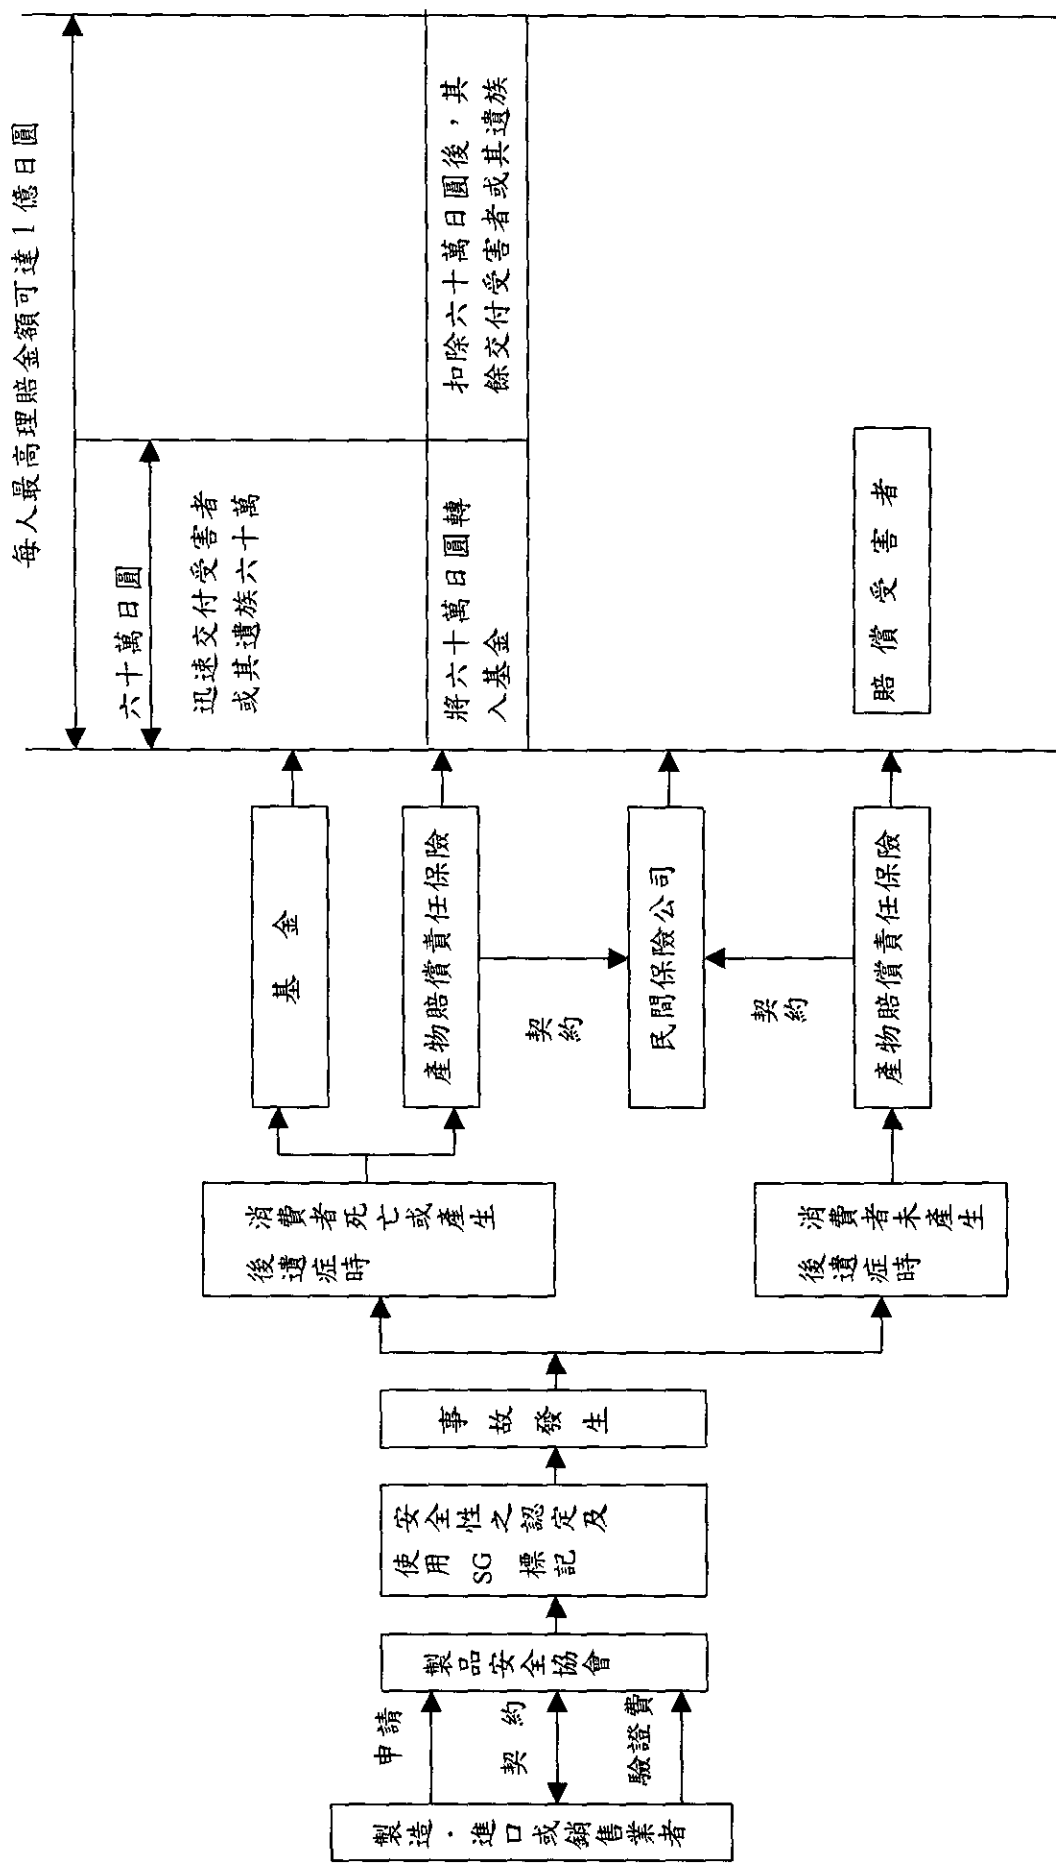 每人最高理賠金額可達1億日圓
六十萬日圓
迅速交付受害者
或其遺族六十萬
將六十萬日圓轉
入基金
扣除六十萬日圓後，其
餘交付受害者或其遺族
賠償受害者
基金
產物賠償責任保險
契約
民間保險公司
契約
產物賠償責任保險
消費者死亡或產生
後遺症時
消費者未產生
後遺症時
事故發生
安全性之認定及
使用 SG 標記
製品安全協會
申請
契約
驗證費
製造·進口或銷售業者